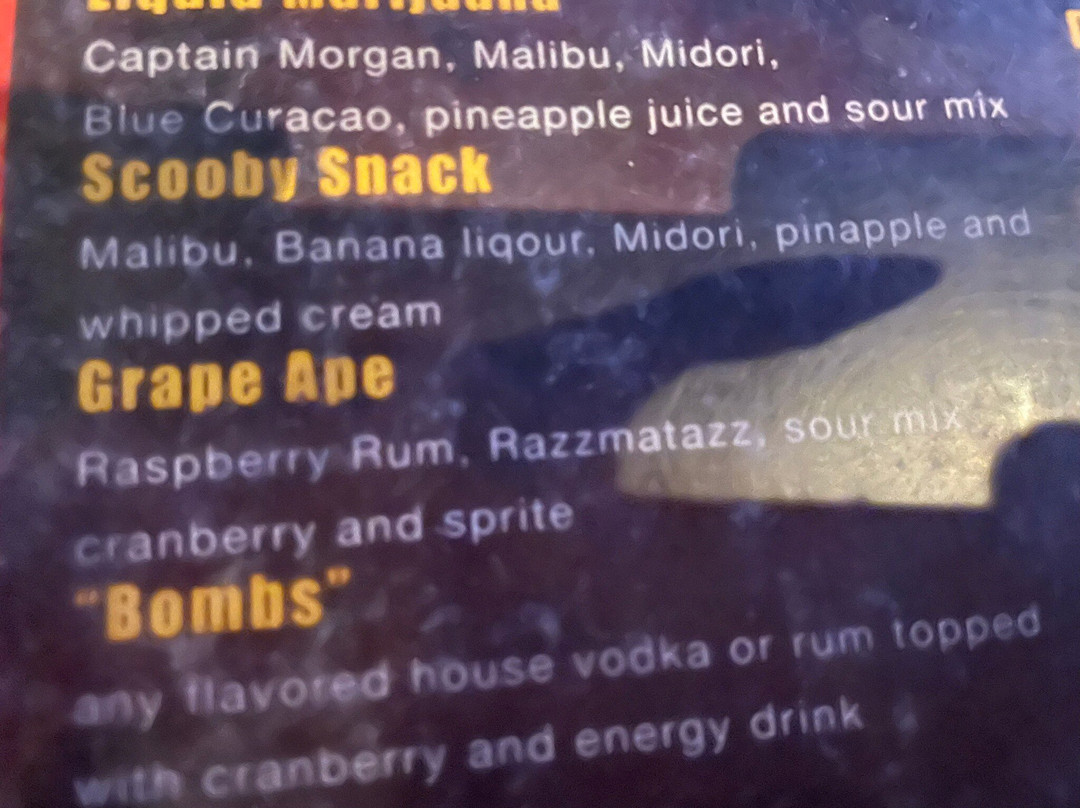 Liquid Marijuana
Captain Morgan, Malibu, Midori,
Blue Curacao, pineapple juice and sour mix
Scooby Snack
Malibu, Banana liqour, Midori, pinapple and
whipped cream
Grape Ape
Raspberry Rum, Razzmatazz, sour mix
cranberry and sprite
"Bombs"
any flavored house vodka or rum topped
with cranberry and energy drink